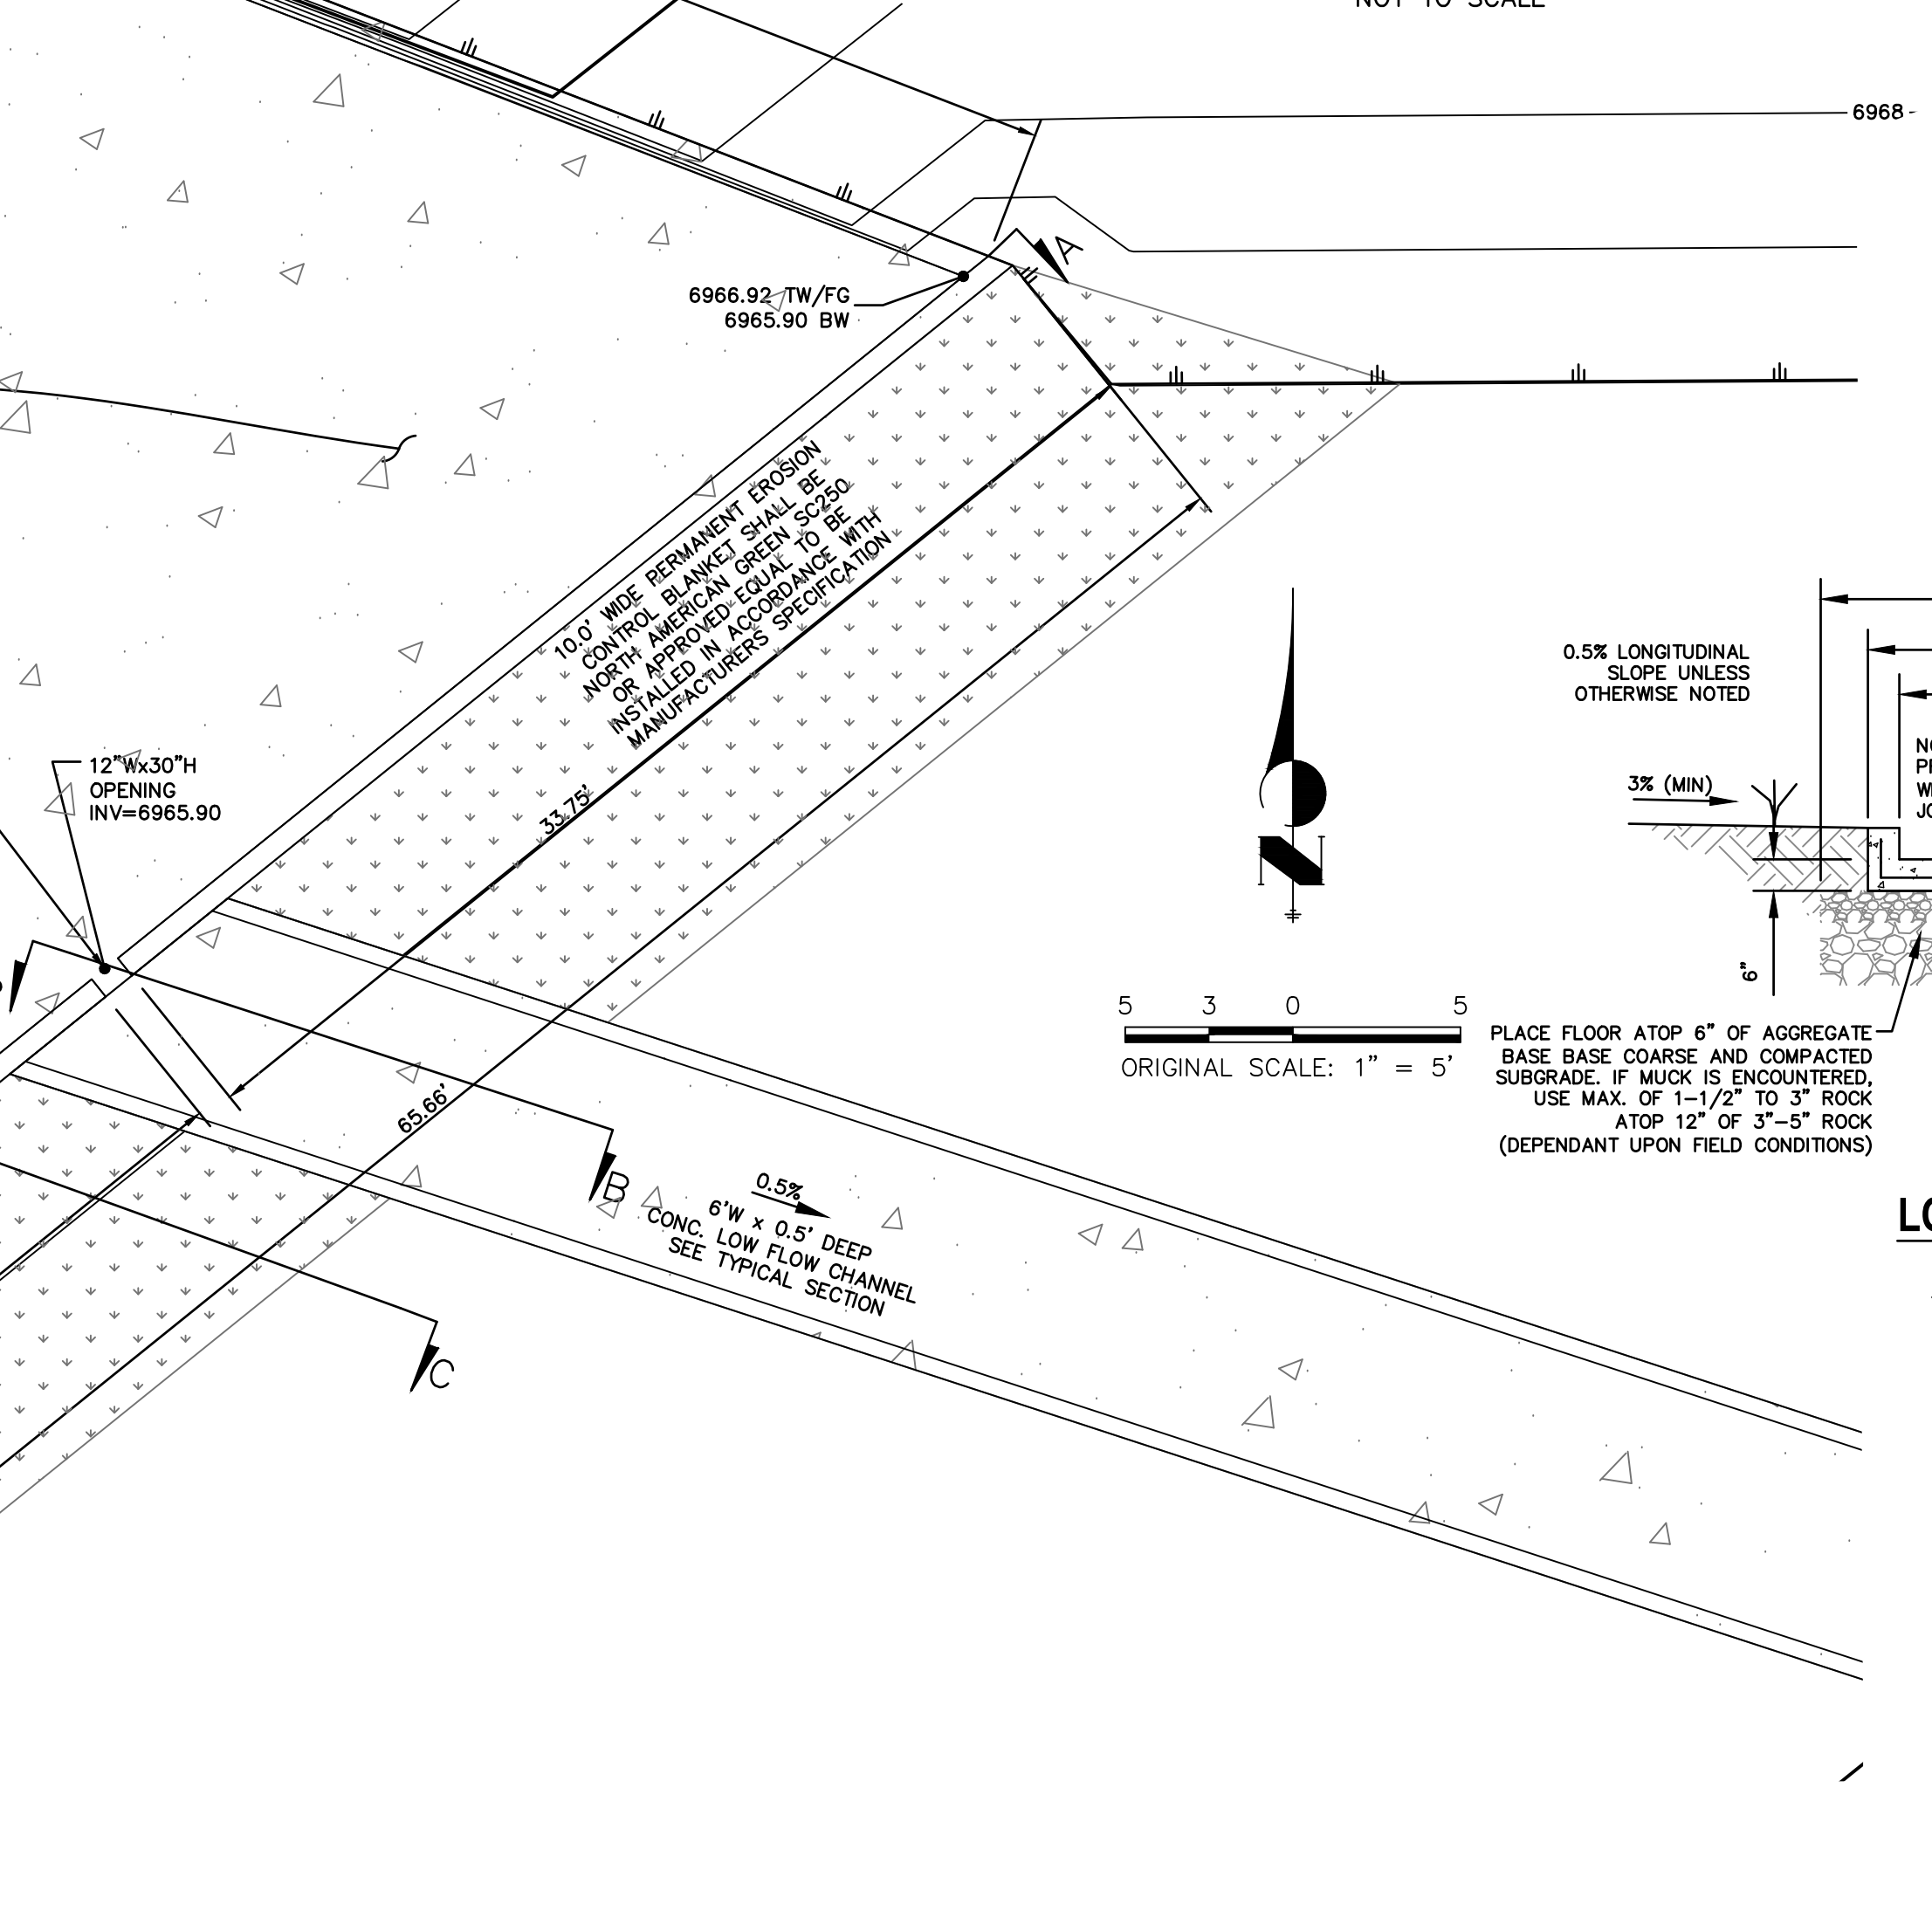 NOT TO SCALE
6968
A
6966.92 TW/FG
6965.90 BW
10.0' WIDE PERMANENT EROSION
CONTROL BLANKET SHALL BE
NORTH AMERICAN GREEN SC250
OR APPROVED EQUAL TO BE
INSTALLED IN ACCORDANCE WITH
MANUFACTURERS SPECIFICATION
0.5% LONGITUDINAL
SLOPE UNLESS
OTHERWISE NOTED
3% (MIN)
12"Wx30"H
OPENING
INV=6965.90
33.75'
N
6"
5 3 0 5
ORIGINAL SCALE: 1" = 5'
PLACE FLOOR ATOP 6" OF AGGREGATE
BASE BASE COARSE AND COMPACTED
SUBGRADE. IF MUCK IS ENCOUNTERED,
USE MAX. OF 1-1/2" TO 3" ROCK
ATOP 12" OF 3"-5" ROCK
(DEPENDANT UPON FIELD CONDITIONS)
65.66'
B
0.5%
6'W x 0.5' DEEP
CONC. LOW FLOW CHANNEL
SEE TYPICAL SECTION
C